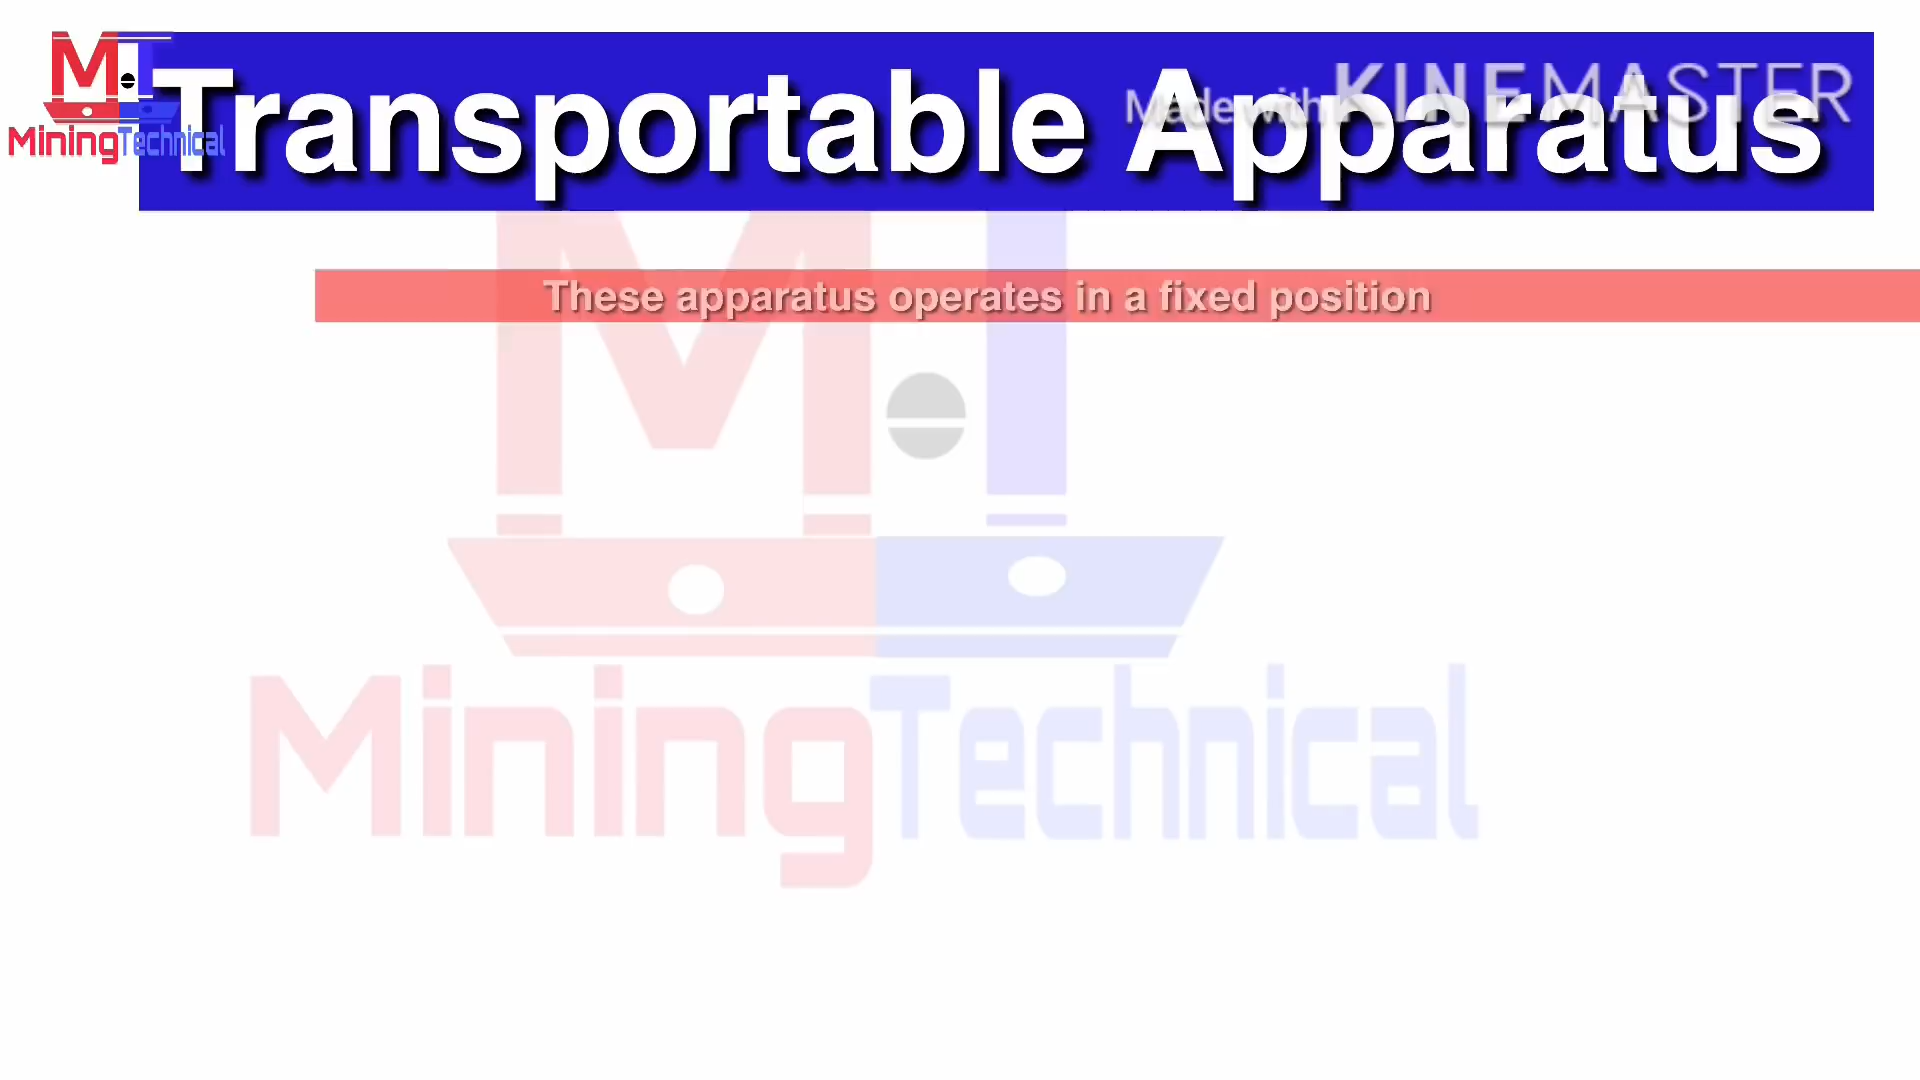 M.T
MiningTechnical
Transportable Apparatus
Made with KINEMASTER
These apparatus operates in a fixed position
M.T
MiningTechnical